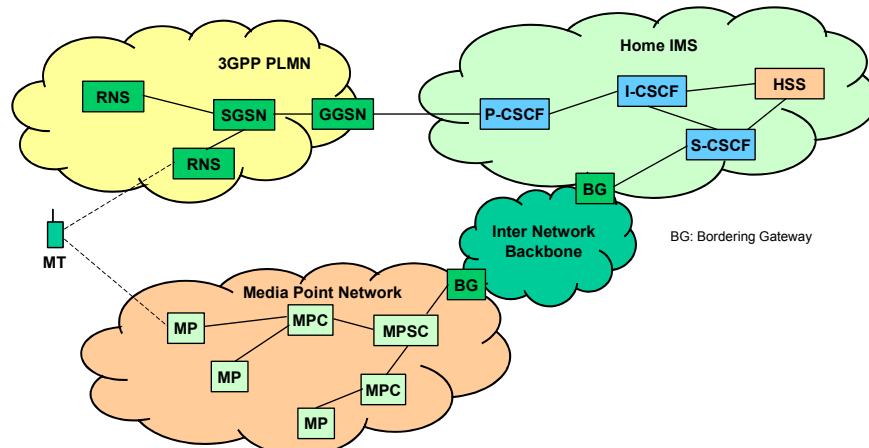 3GPP PLMN
Home IMS
RNS
SGSN
GGSN
RNS
P-CSCF
I-CSCF
HSS
S-CSCF
BG
MT
Inter Network
Backbone
BG: Bordering Gateway
BG
Media Point Network
MP
MPC
MPSC
MP
MPC
MP